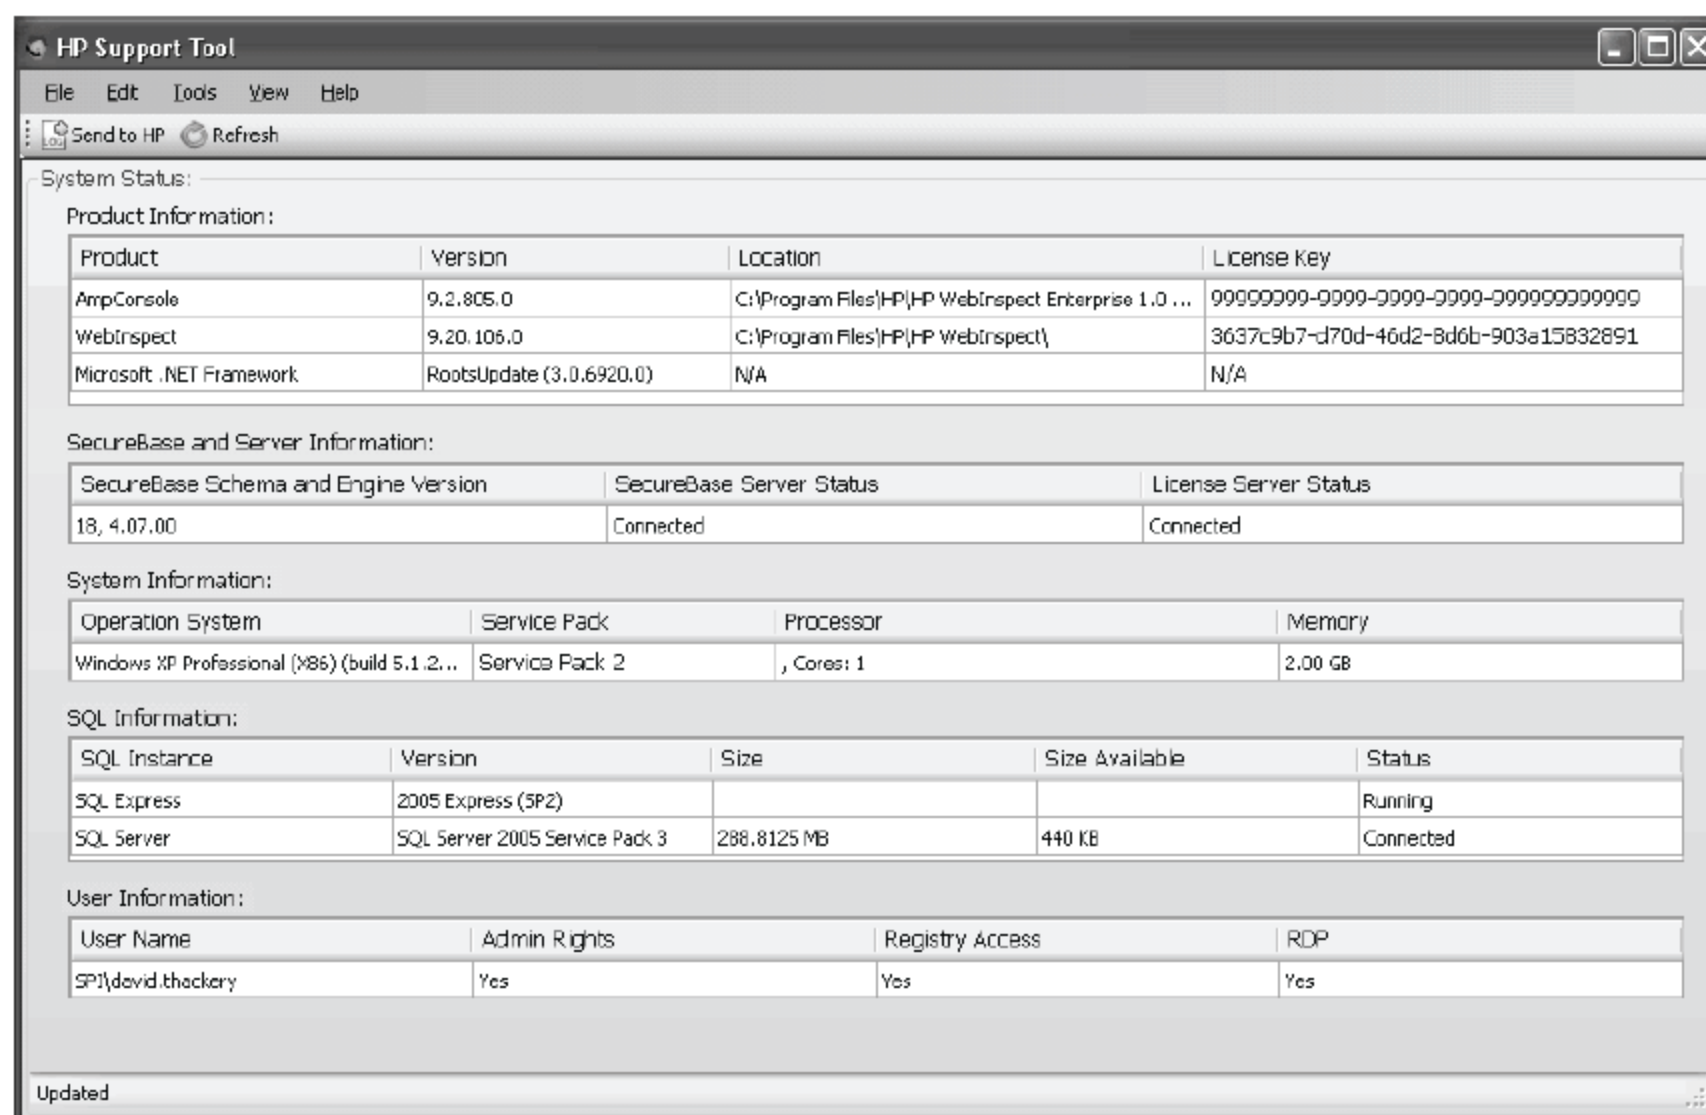 HP Support Tool
File Edit Tools View Help
Send to HP Refresh
System Status:
Product Information:
Product Version Location License Key
AmpConsole 9.2.805.0 C:\Program Files\HP\HP WebInspect Enterprise 1.0 ... 99999999-9999-9999-9999-999999999999
WebInspect 9.20.106.0 C:\Program Files\HP\HP WebInspect\ 3637c9b7-d70d-46d2-8d6b-903a15832891
Microsoft .NET Framework RootsUpdate (3.0.6920.0) N/A N/A
SecureBase and Server Information:
SecureBase Schema and Engine Version SecureBase Server Status License Server Status
18, 4.07.00 Connected Connected
System Information:
Operation System Service Pack Processor Memory
Windows XP Professional (X86) (build 5.1.2... Service Pack 2 , Cores: 1 2.00 GB
SQL Information:
SQL Instance Version Size Size Available Status
SQL Express 2005 Express (SP2) Running
SQL Server SQL Server 2005 Service Pack 3 288.8125 MB 440 KB Connected
User Information:
User Name Admin Rights Registry Access RDP
SPI\david.thackery Yes Yes Yes
Updated